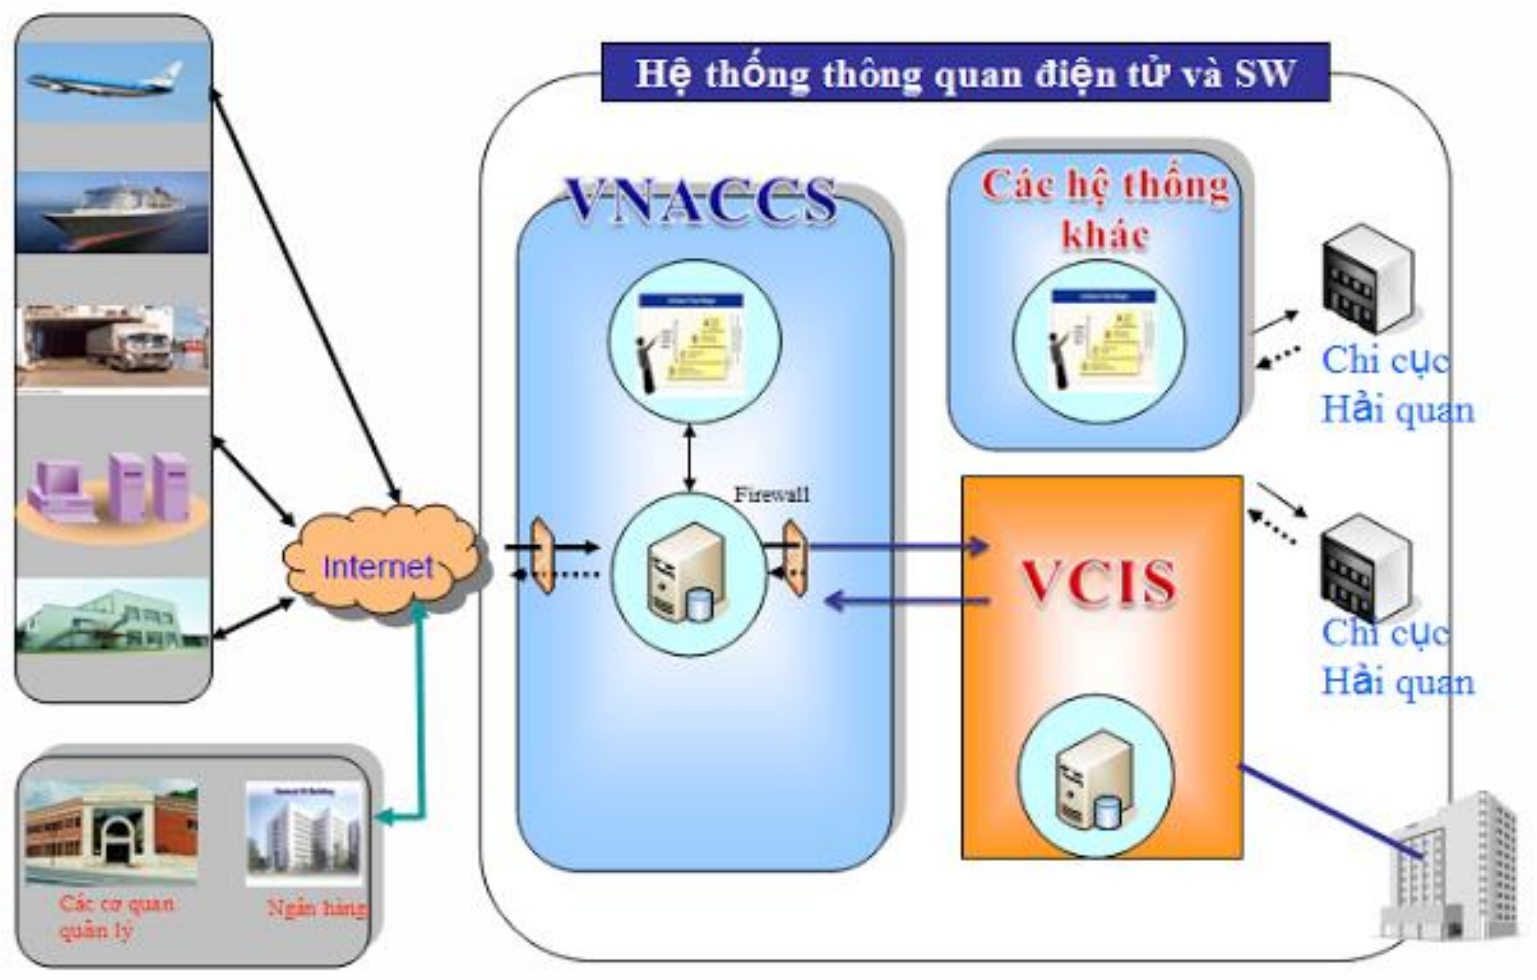 Hệ thống thông quan điện tử và SW
VNACCS
Các hệ thống
khác
Chi cục
Hải quan
Firewall
Internet
VCIS
Chi cục
Hải quan
Các cơ quan
quản lý
Ngân hàng